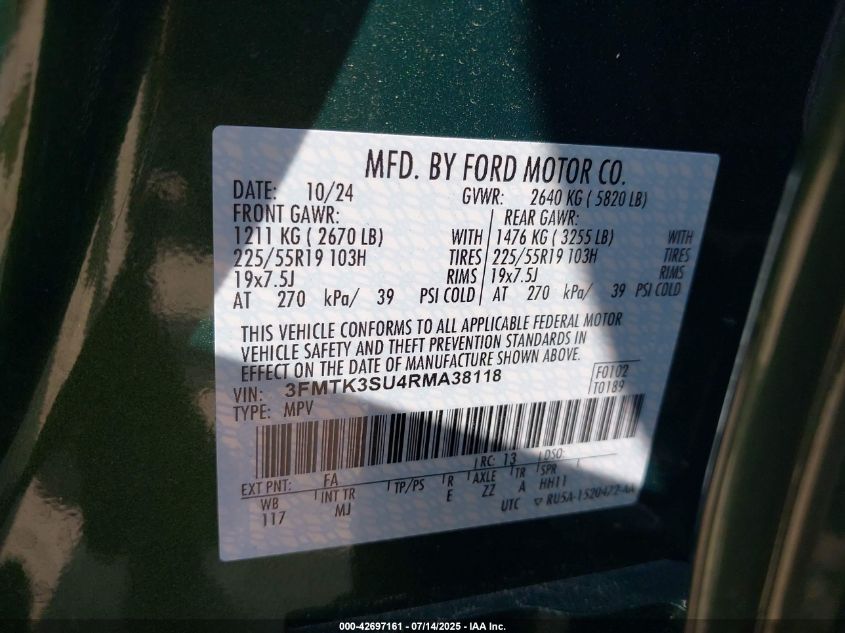 MFD. BY FORD MOTOR CO.
DATE: 10/24 GVWR: 2640 KG ( 5820 LB)
FRONT GAWR: REAR GAWR:
1211 KG ( 2670 LB) WITH 1476 KG ( 3255 LB) WITH
225/55R19 103H TIRES 225/55R19 103H TIRES
19x7.5J RIMS 19x7.5J RIMS
AT 270 kPa/ 39 PSI COLD AT 270 kPa/ 39 PSI COLD
THIS VEHICLE CONFORMS TO ALL APPLICABLE FEDERAL MOTOR
VEHICLE SAFETY AND THEFT PREVENTION STANDARDS IN
EFFECT ON THE DATE OF MANUFACTURE SHOWN ABOVE.
VIN: 3FMTK3SU4RMA38118 F0102
TYPE: MPV T0189
RC: 13 DSO:
EXT PNT: FA
WB INT TR TP/PS R AXLE TR SPR
117 MJ E ZZ A HH11
UTC RU5A-1520472-AA
000-42697161 | 07/14/2025 - IAA Inc.